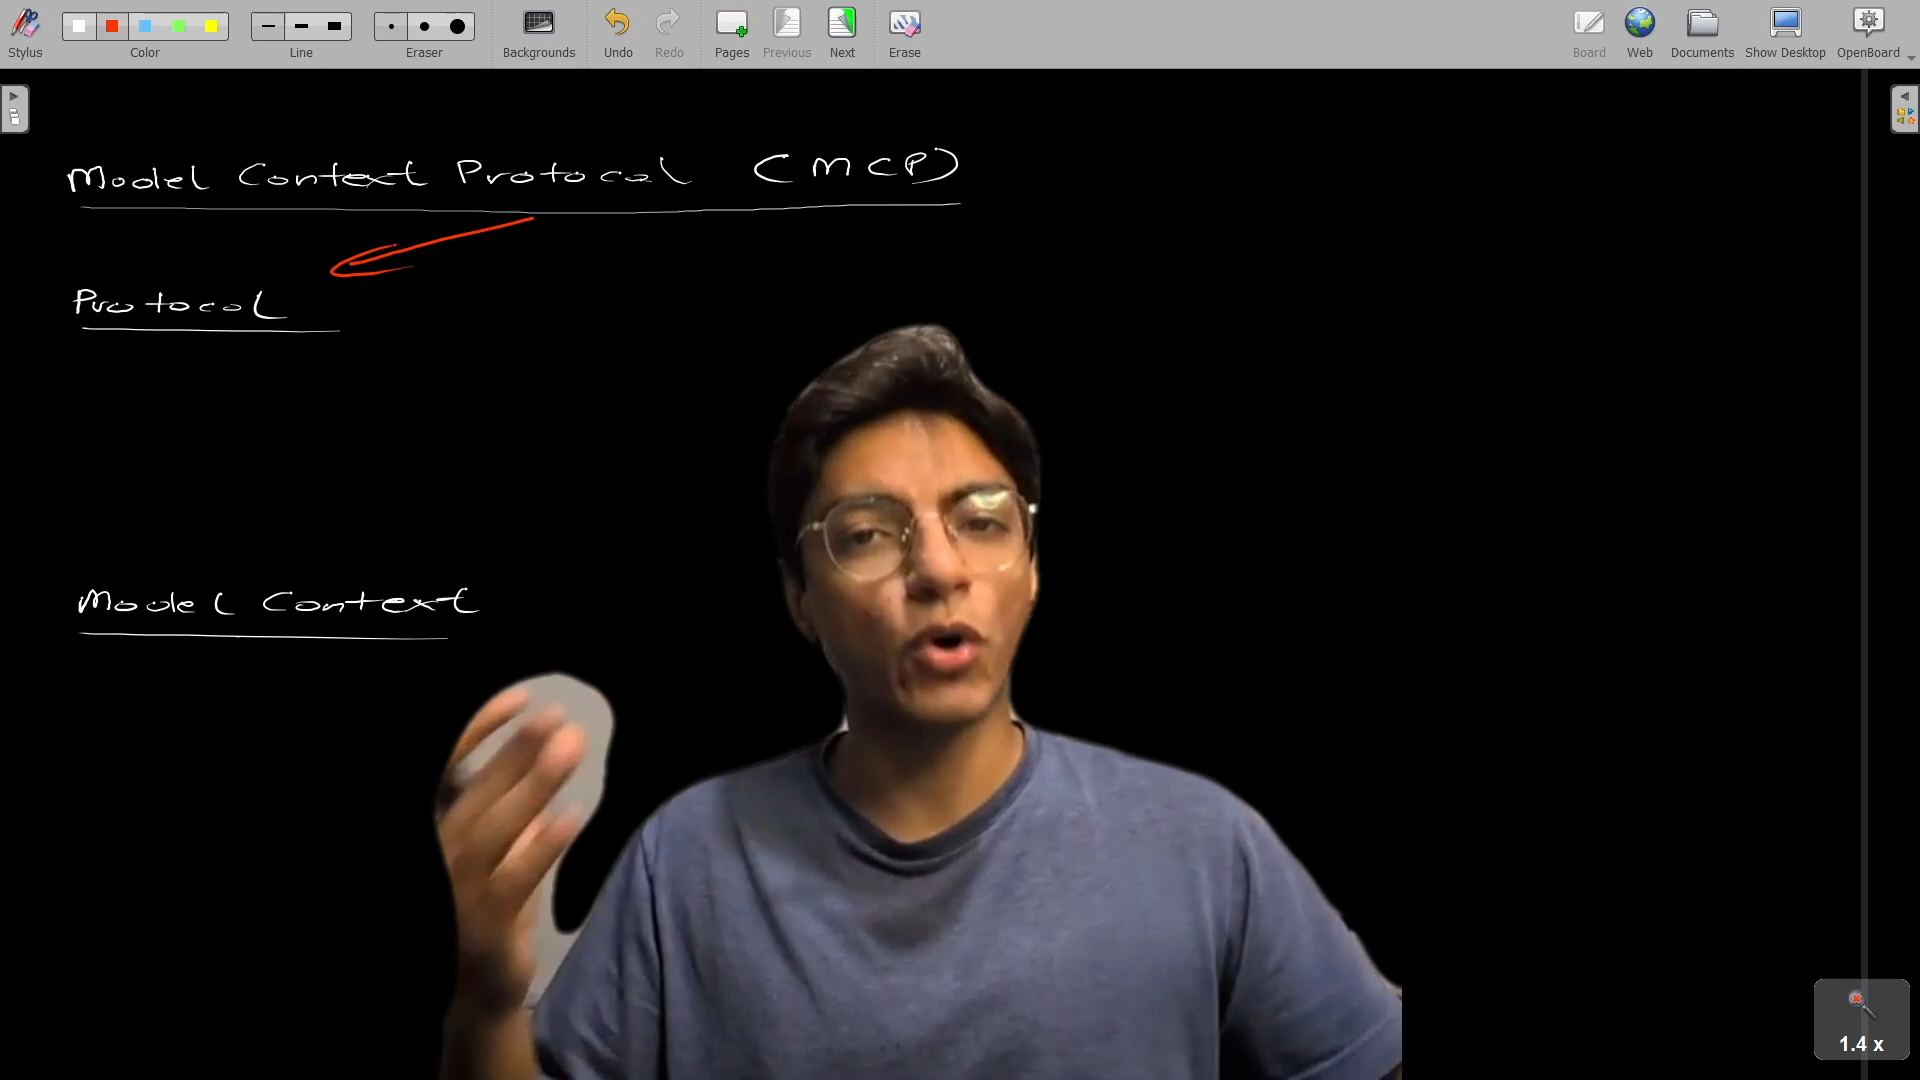 Stylus Color Line Eraser Backgrounds Undo Redo Pages Previous Next Erase Board Web Documents Show Desktop OpenBoard
Model Context Protocol (MCP)
Protocol
Model Context
1.4 x